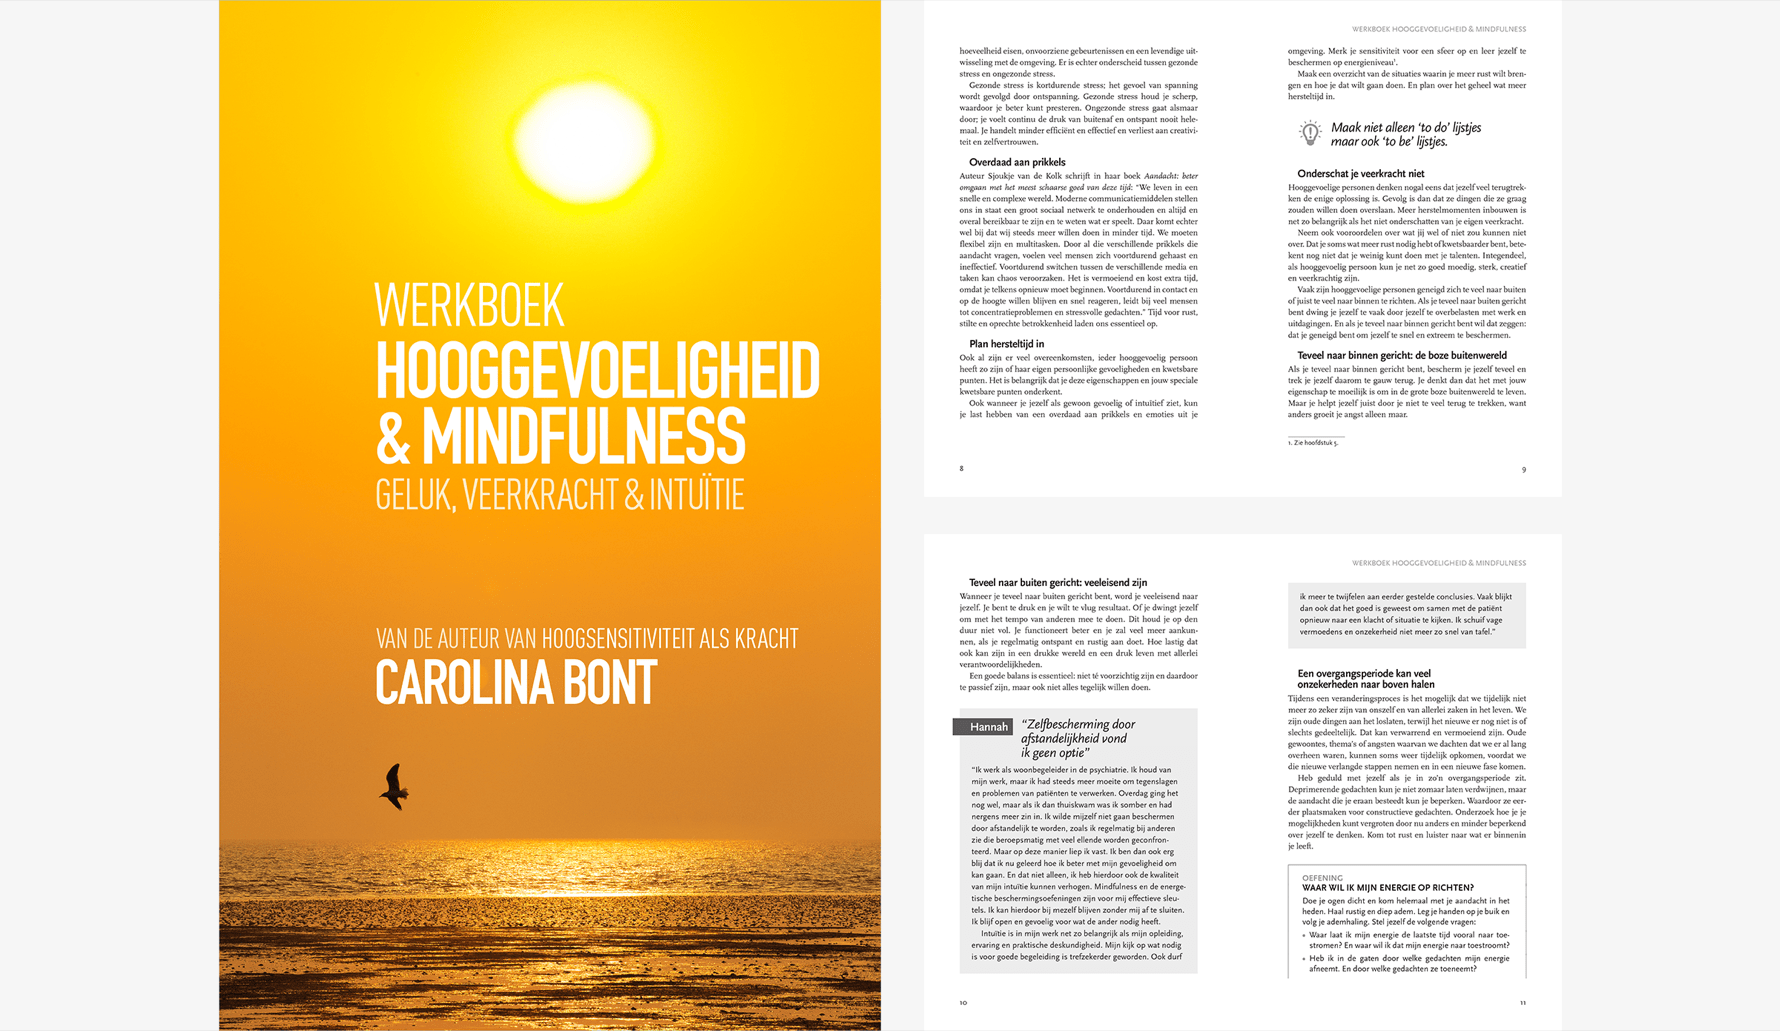 WERKBOEK
HOOGGEVOELIGHEID
& MINDFULNESS
GELUK, VEERKRACHT & INTUÏTIE
VAN DE AUTEUR VAN HOOGSENSITIVITEIT ALS KRACHT
CAROLINA BONT
hoeveelheid eisen, onvoorziene gebeurtenissen en een levendige uit-
wisseling met de omgeving. Er is echter onderscheid tussen gezonde
stress en ongezonde stress.
Gezonde stress is kortdurende stress; het gevoel van spanning
wordt gevolgd door ontspanning. Gezonde stress houd je scherp,
waardoor je beter kunt presteren. Ongezonde stress gaat alsmaar
door; je voelt continu de druk van buitenaf en ontspant nooit hele-
maal. Je handelt minder efficiënt en effectief en verliest aan creativi-
teit en zelfvertrouwen.
Overdaad aan prikkels
Auteur Sjoukje van de Kolk schrijft in haar boek Aandacht: beter
omgaan met het meest schaarse goed van deze tijd: “We leven in een
snelle en complexe wereld. Moderne communicatiemiddelen stellen
ons in staat een groot sociaal netwerk te onderhouden en altijd en
overal bereikbaar te zijn en te weten wat er speelt. Daar komt echter
wel bij dat wij steeds meer willen doen in minder tijd. We moeten
flexibel zijn en multitasken. Door al die verschillende prikkels die
aandacht vragen, voelen veel mensen zich voortdurend gehaast en
ineffectief. Voortdurend switchen tussen de verschillende media en
taken kan chaos veroorzaken. Het is vermoeiend en kost extra tijd,
omdat je telkens opnieuw moet beginnen. Voortdurend in contact en
op de hoogte willen blijven en snel reageren, leidt bij veel mensen
tot concentratieproblemen en stressvolle gedachten.” Tijd voor rust,
stilte en oprechte betrokkenheid laden ons essentieel op.
Plan hersteltijd in
Ook al zijn er veel overeenkomsten, ieder hooggevoelig persoon
heeft zo zijn of haar eigen persoonlijke gevoeligheden en kwetsbare
punten. Het is belangrijk dat je deze eigenschappen en jouw speciale
kwetsbare punten onderkent.
Ook wanneer je jezelf als gewoon gevoelig of intuïtief ziet, kun
je last hebben van een overdaad aan prikkels en emoties uit je
8
WERKBOEK HOOGGEVOELIGHEID & MINDFULNESS
omgeving. Merk je sensitiviteit voor een sfeer op en leer jezelf te
beschermen op energieniveau¹.
Maak een overzicht van de situaties waarin je meer rust wilt bren-
gen en hoe je dat wilt gaan doen. En plan over het geheel wat meer
hersteltijd in.
Maak niet alleen ‘to do’ lijstjes
maar ook ‘to be’ lijstjes.
Onderschat je veerkracht niet
Hooggevoelige personen denken nogal eens dat jezelf veel terugtrek-
ken de enige oplossing is. Gevolg is dan dat ze dingen die ze graag
zouden willen doen overslaan. Meer herstelmomenten inbouwen is
net zo belangrijk als het niet onderschatten van je eigen veerkracht.
Neem ook vooroordelen over wat jij wel of niet zou kunnen niet
over. Dat je soms wat meer rust nodig hebt of kwetsbaarder bent, bete-
kent nog niet dat je weinig kunt doen met je talenten. Integendeel,
als hooggevoelig persoon kun je net zo goed moedig, sterk, creatief
en veerkrachtig zijn.
Vaak zijn hooggevoelige personen geneigd zich te veel naar buiten
of juist te veel naar binnen te richten. Als je teveel naar buiten gericht
bent dwing je jezelf te vaak door jezelf te overbelasten met werk en
uitdagingen. En als je teveel naar binnen gericht bent wil dat zeggen:
dat je geneigd bent om jezelf te snel en extreem te beschermen.
Teveel naar binnen gericht: de boze buitenwereld
Als je teveel naar binnen gericht bent, bescherm je jezelf teveel en
trek je jezelf daarom te gauw terug. Je denkt dan dat het met jouw
eigenschap te moeilijk is om in de grote boze buitenwereld te leven.
Maar je helpt jezelf juist door je niet te veel terug te trekken, want
anders groeit je angst alleen maar.
1. Zie hoofdstuk 5.
9
Teveel naar buiten gericht: veeleisend zijn
Wanneer je teveel naar buiten gericht bent, word je veeleisend naar
jezelf. Je bent te druk en je wilt te vlug resultaat. Of je dwingt jezelf
om met het tempo van anderen mee te doen. Dit houd je op den
duur niet vol. Je functioneert beter en je zal veel meer aankun-
nen, als je regelmatig ontspant en rustig aan doet. Hoe lastig dat
ook kan zijn in een drukke wereld en een druk leven met allerlei
verantwoordelijkheden.
Een goede balans is essentieel: niet té voorzichtig zijn en daardoor
te passief zijn, maar ook niet alles tegelijk willen doen.
Hannah
“Zelfbescherming door
afstandelijkheid vond
ik geen optie”
“Ik werk als woonbegeleider in de psychiatrie. Ik houd van
mijn werk, maar ik had steeds meer moeite om tegenslagen
en problemen van patiënten te verwerken. Overdag ging het
nog wel, maar als ik dan thuiskwam was ik somber en had
nergens meer zin in. Ik wilde mijzelf niet gaan beschermen
door afstandelijk te worden, zoals ik regelmatig bij anderen
zie die beroepsmatig met veel ellende worden geconfron-
teerd. Maar op deze manier liep ik vast. Ik ben dan ook erg
blij dat ik nu geleerd hoe ik beter met mijn gevoeligheid om
kan gaan. En dat niet alleen, ik heb hierdoor ook de kwaliteit
van mijn intuïtie kunnen verhogen. Mindfulness en de energe-
tische beschermingsoefeningen zijn voor mij effectieve sleu-
tels. Ik kan hierdoor bij mezelf blijven zonder mij af te sluiten.
Ik blijf open en gevoelig voor wat de ander nodig heeft.
Intuïtie is in mijn werk net zo belangrijk als mijn opleiding,
ervaring en praktische deskundigheid. Mijn kijk op wat nodig
is voor goede begeleiding is trefzekerder geworden. Ook durf
10
WERKBOEK HOOGGEVOELIGHEID & MINDFULNESS
ik meer te twijfelen aan eerder gestelde conclusies. Vaak blijkt
dan ook dat het goed is geweest om samen met de patiënt
opnieuw naar een klacht of situatie te kijken. Ik schuif vage
vermoedens en onzekerheid niet meer zo snel van tafel.”
Een overgangsperiode kan veel
onzekerheden naar boven halen
Tijdens een veranderingsproces is het mogelijk dat we tijdelijk niet
meer zo zeker zijn van onszelf en van allerlei zaken in het leven. We
zijn oude dingen aan het loslaten, terwijl het nieuwe er nog niet is of
slechts gedeeltelijk. Dat kan verwarrend en vermoeiend zijn. Oude
gewoontes, thema’s of angsten waarvan we dachten dat we er al lang
overheen waren, kunnen soms weer tijdelijk opkomen, voordat we
die nieuwe verlangde stappen nemen en in een nieuwe fase komen.
Heb geduld met jezelf als je in zo’n overgangsperiode zit.
Deprimerende gedachten kun je niet zomaar laten verdwijnen, maar
de aandacht die je eraan besteedt kun je beperken. Waardoor ze eer-
der plaatsmaken voor constructieve gedachten. Onderzoek hoe je je
mogelijkheden kunt vergroten door nu anders en minder beperkend
over jezelf te denken. Kom tot rust en luister naar wat er binnenin
je leeft.
OEFENING
WAAR WIL IK MIJN ENERGIE OP RICHTEN?
Doe je ogen dicht en kom helemaal met je aandacht in het
heden. Haal rustig en diep adem. Leg je handen op je buik en
volg je ademhaling. Stel jezelf de volgende vragen:
• Waar laat ik mijn energie de laatste tijd vooral naar toe-
stromen? En waar wil ik dat mijn energie naar toestroomt?
• Heb ik in de gaten door welke gedachten mijn energie
afneemt. En door welke gedachten ze toeneemt?
11